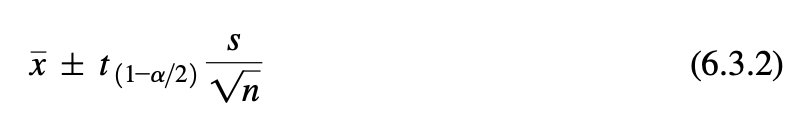 x̄ ± t₍₁₋α/₂₎ s/√n (6.3.2)